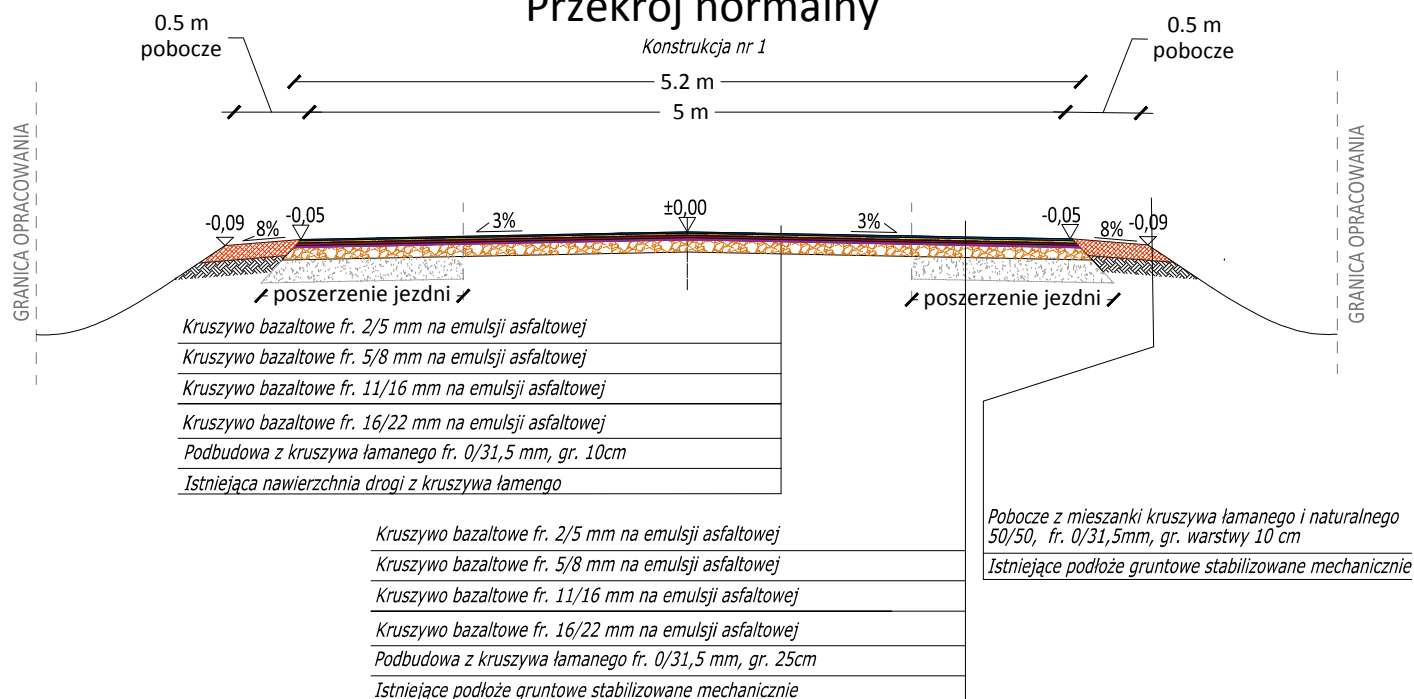 Przekrój normalny
Konstrukcja nr 1
0.5 m
pobocze
0.5 m
pobocze
5.2 m
5 m
GRANICA OPRACOWANIA
GRANICA OPRACOWANIA
-0,09
8%
-0,05
3%
±0,00
3%
-0,05
8%
-0,09
poszerzenie jezdni
poszerzenie jezdni
Kruszywo bazaltowe fr. 2/5 mm na emulsji asfaltowej
Kruszywo bazaltowe fr. 5/8 mm na emulsji asfaltowej
Kruszywo bazaltowe fr. 11/16 mm na emulsji asfaltowej
Kruszywo bazaltowe fr. 16/22 mm na emulsji asfaltowej
Podbudowa z kruszywa łamanego fr. 0/31,5 mm, gr. 10cm
Istniejąca nawierzchnia drogi z kruszywa łamengo
Kruszywo bazaltowe fr. 2/5 mm na emulsji asfaltowej
Kruszywo bazaltowe fr. 5/8 mm na emulsji asfaltowej
Kruszywo bazaltowe fr. 11/16 mm na emulsji asfaltowej
Kruszywo bazaltowe fr. 16/22 mm na emulsji asfaltowej
Podbudowa z kruszywa łamanego fr. 0/31,5 mm, gr. 25cm
Istniejące podłoże gruntowe stabilizowane mechanicznie
Pobocze z mieszanki kruszywa łamanego i naturalnego
50/50, fr. 0/31,5mm, gr. warstwy 10 cm
Istniejące podłoże gruntowe stabilizowane mechanicznie